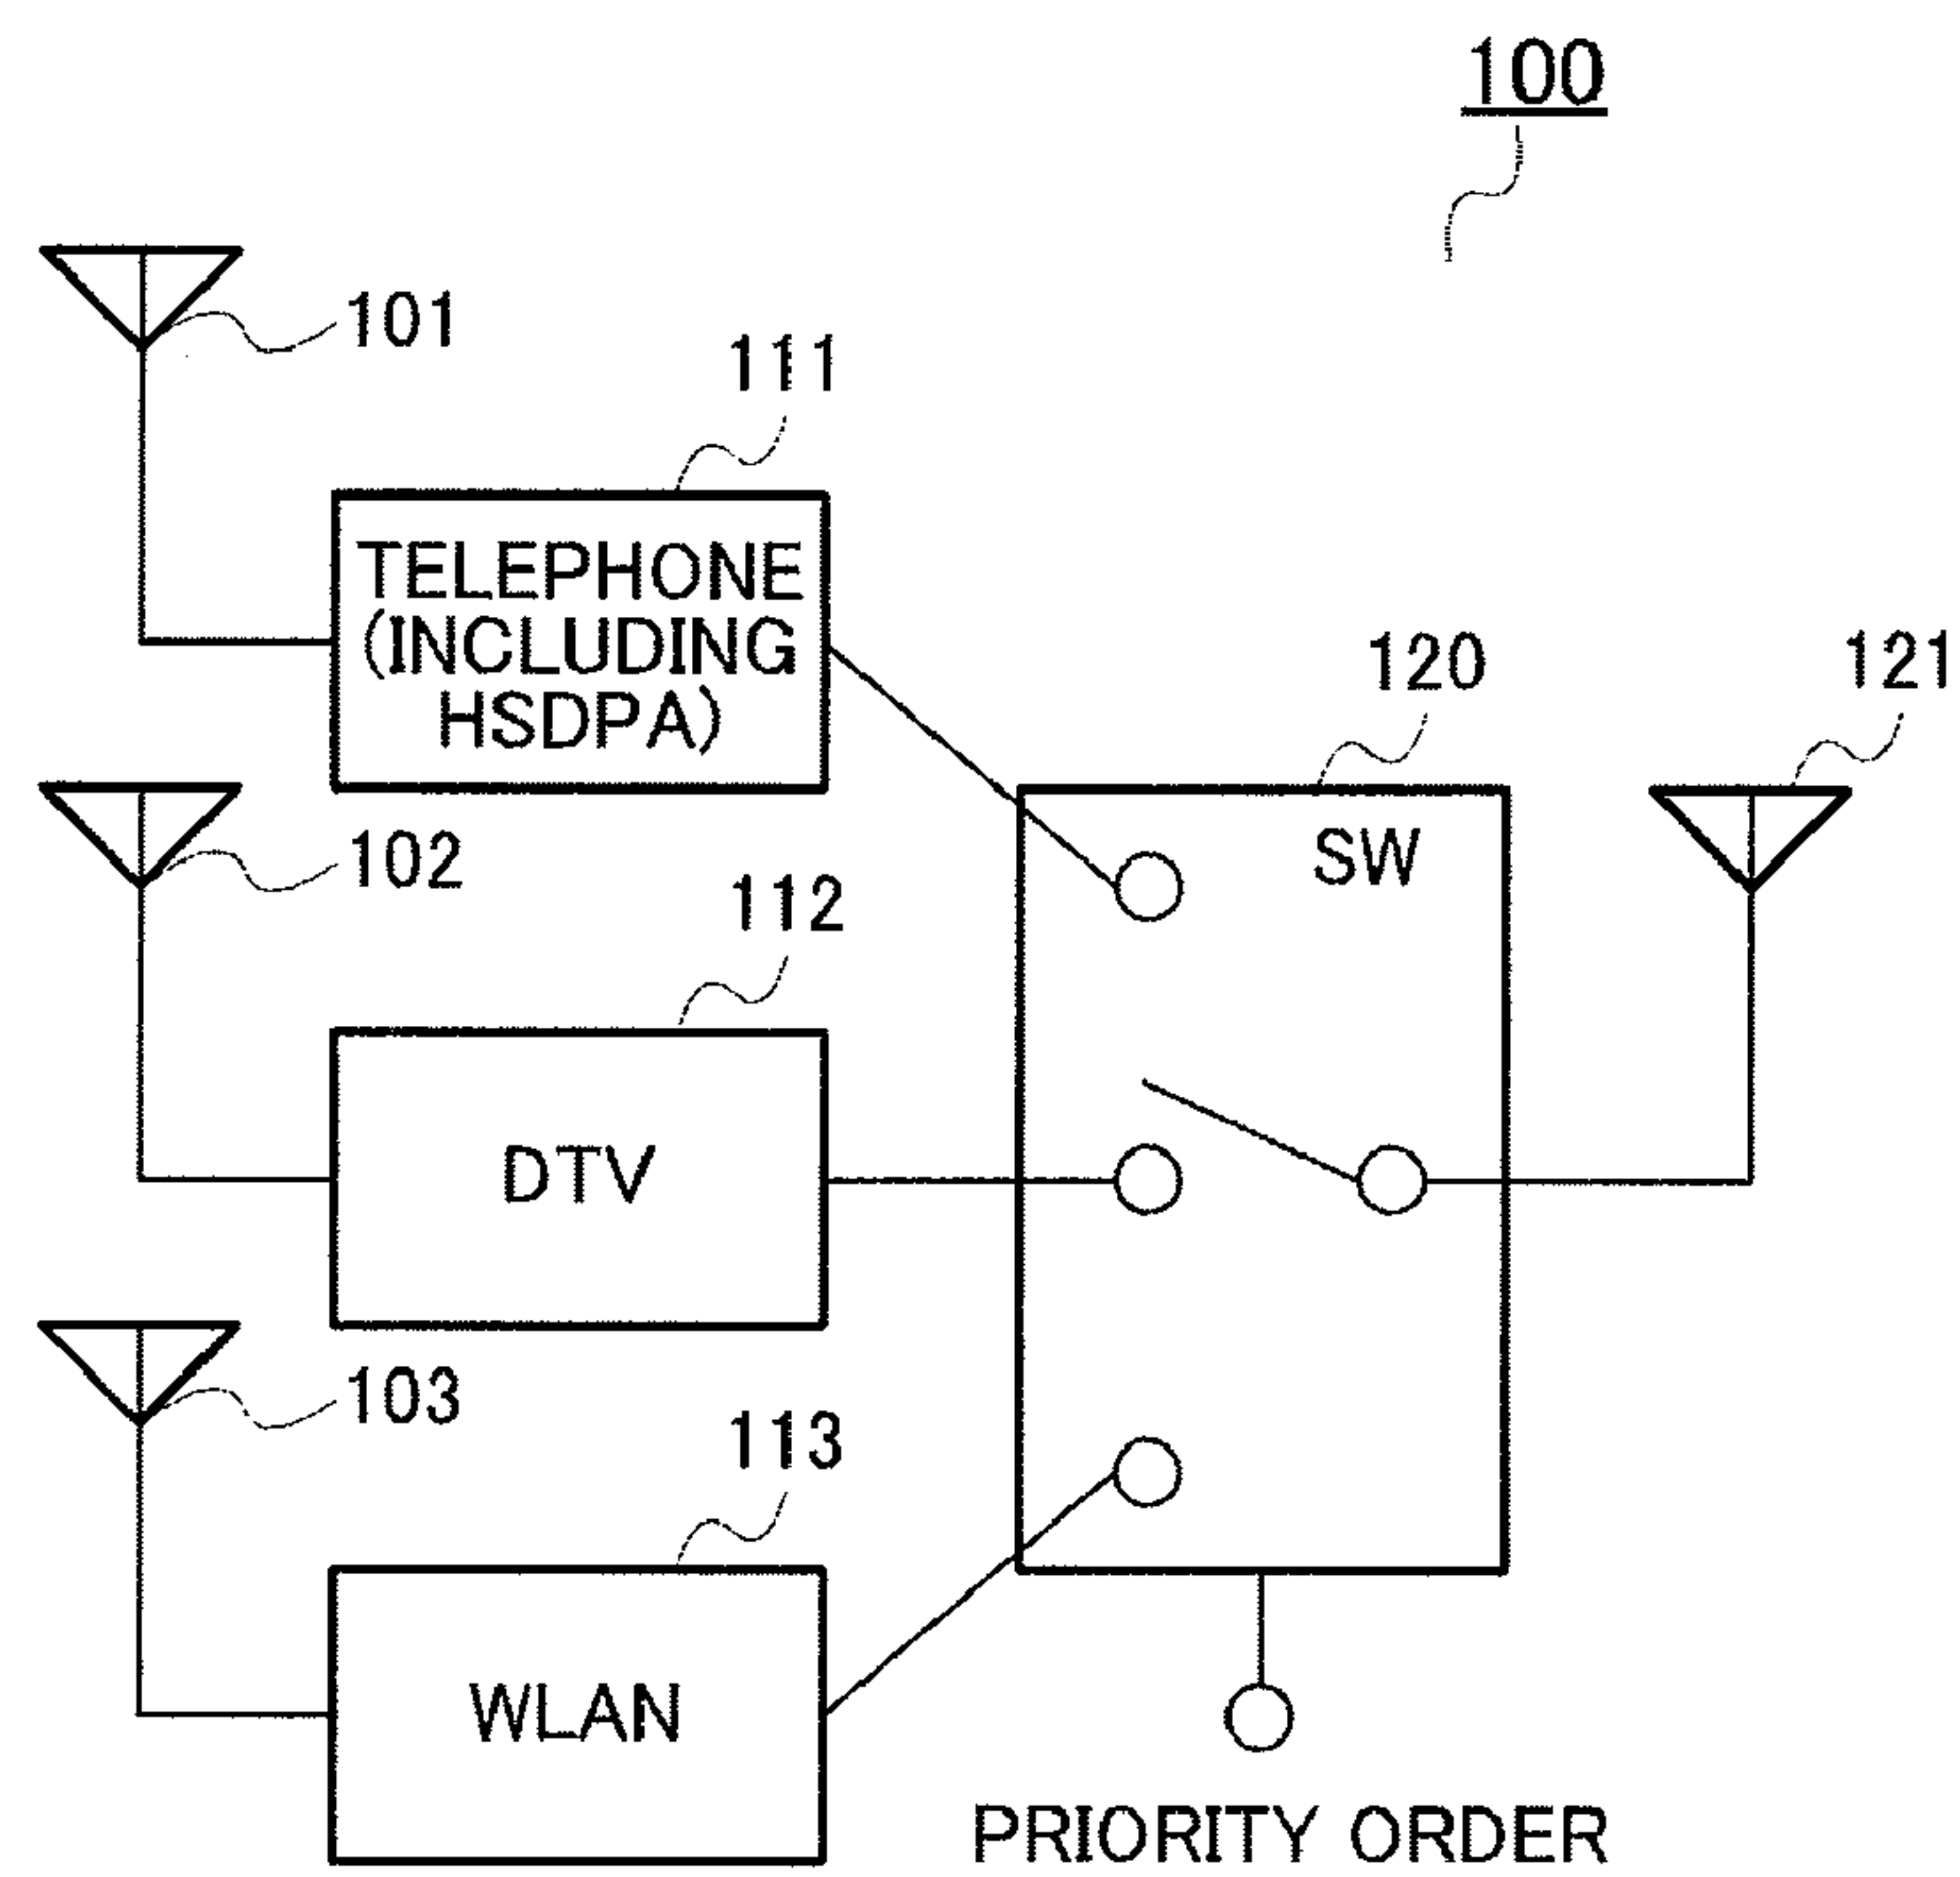 100
101
111
TELEPHONE
(INCLUDING
HSDPA)
120
121
102
112
SW
DTV
103
113
WLAN
PRIORITY ORDER